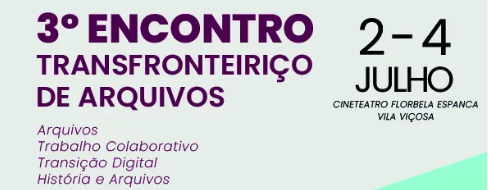 3º ENCONTRO
TRANSFRONTEIRIÇO
DE ARQUIVOS
Arquivos
Trabalho Colaborativo
Transição Digital
História e Arquivos
2-4
JULHO
CINETEATRO FLORBELA ESPANCA
VILA VIÇOSA